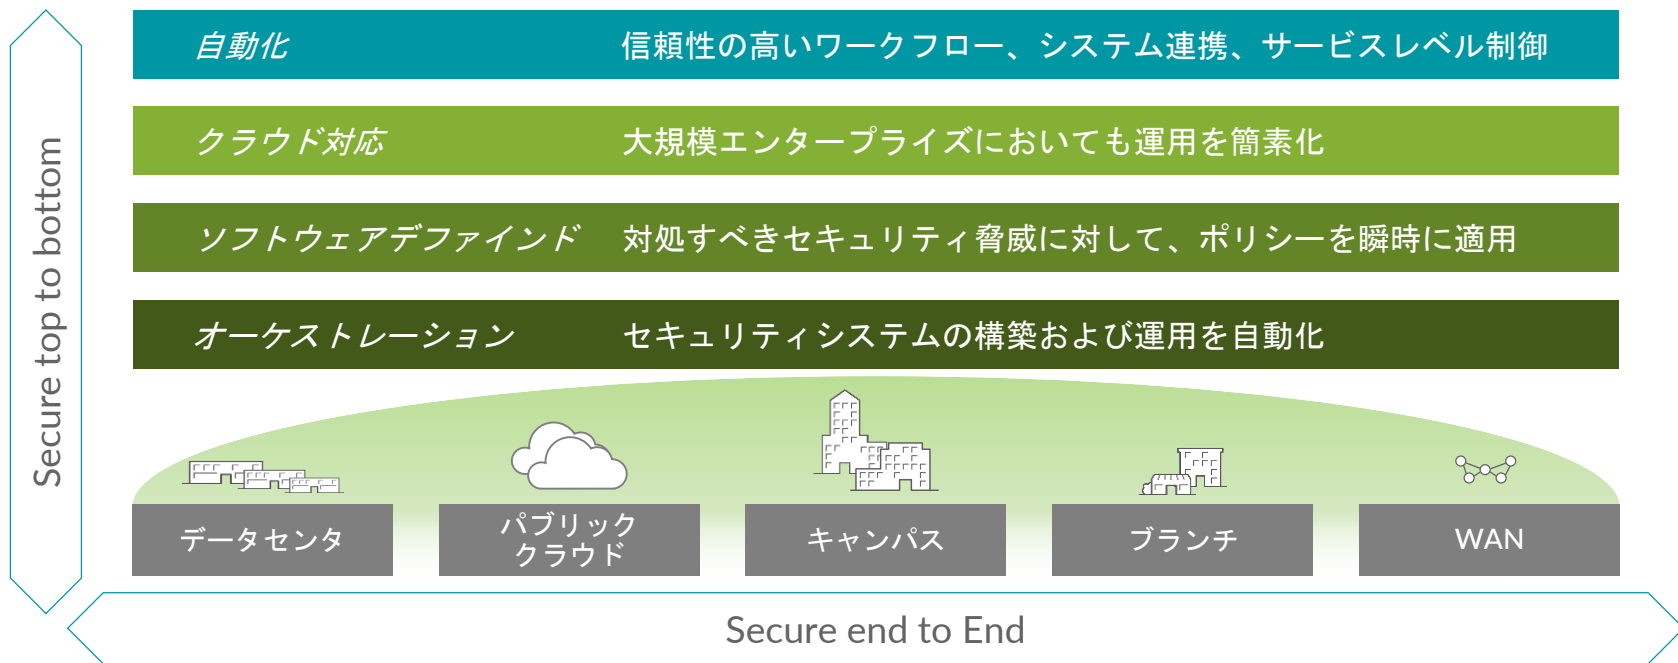 自動化 信頼性の高いワークフロー、システム連携、サービスレベル制御
クラウド対応 大規模エンタープライズにおいても運用を簡素化
ソフトウェアデファインド 対処すべきセキュリティ脅威に対して、ポリシーを瞬時に適用
オーケストレーション セキュリティシステムの構築および運用を自動化
Secure top to bottom
データセンタ
パブリック
クラウド
キャンパス
ブランチ
WAN
Secure end to End